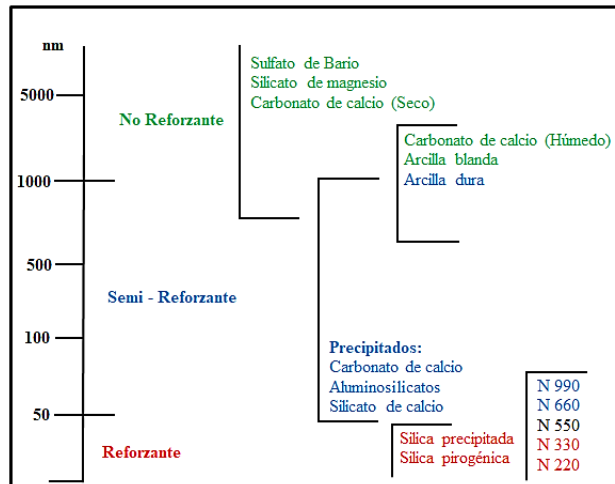 nm
5000
1000
500
100
50
No Reforzante
Semi - Reforzante
Reforzante
Sulfato de Bario
Silicato de magnesio
Carbonato de calcio (Seco)
Carbonato de calcio (Húmedo)
Arcilla blanda
Arcilla dura
Precipitados:
Carbonato de calcio
Aluminosilicatos
Silicato de calcio
Silica precipitada
Silica pirogénica
N 990
N 660
N 550
N 330
N 220